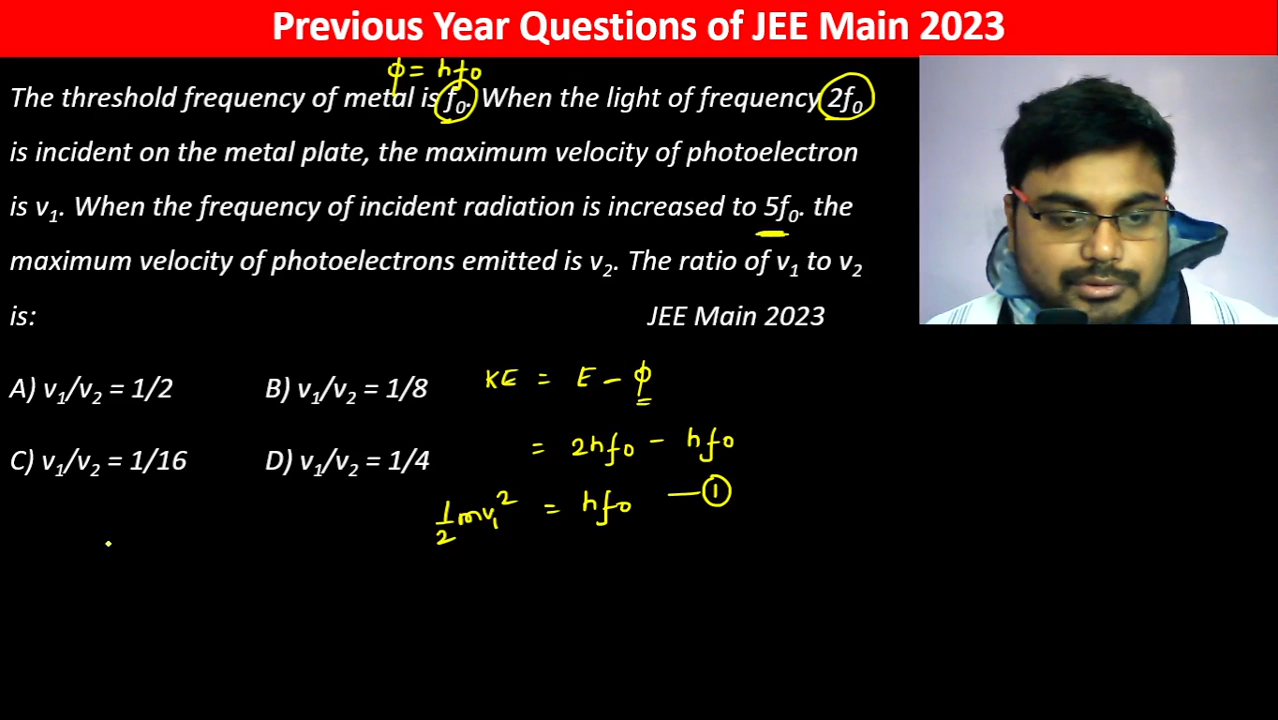 Previous Year Questions of JEE Main 2023
ϕ = hf₀
The threshold frequency of metal is f₀. When the light of frequency 2f₀
is incident on the metal plate, the maximum velocity of photoelectron
is v₁. When the frequency of incident radiation is increased to 5f₀. the
maximum velocity of photoelectrons emitted is v₂. The ratio of v₁ to v₂
is: JEE Main 2023
A) v₁/v₂ = 1/2 B) v₁/v₂ = 1/8
C) v₁/v₂ = 1/16 D) v₁/v₂ = 1/4
KE = E – ϕ
= 2hf₀ – hf₀
1/2 mv₁² = hf₀ — ①